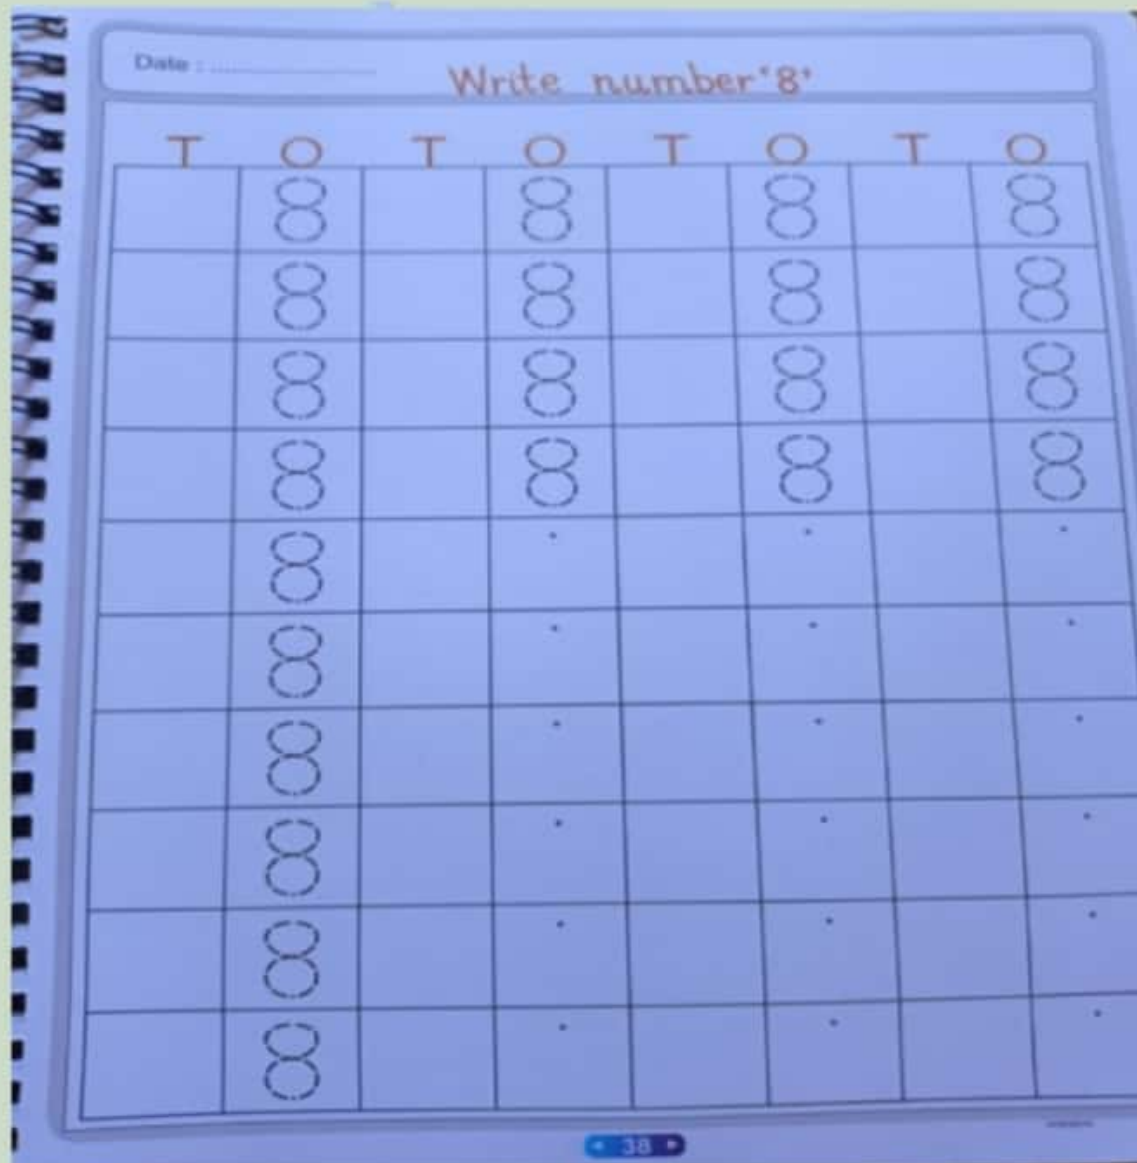 Date : ....................
Write number '8'
T O T O T O T O
8 8 8 8
8 8 8 8
8 8 8 8
8 8 8 8
8 . . .
8 . . .
8 . . .
8 . . .
8 . . .
8 . . .
38